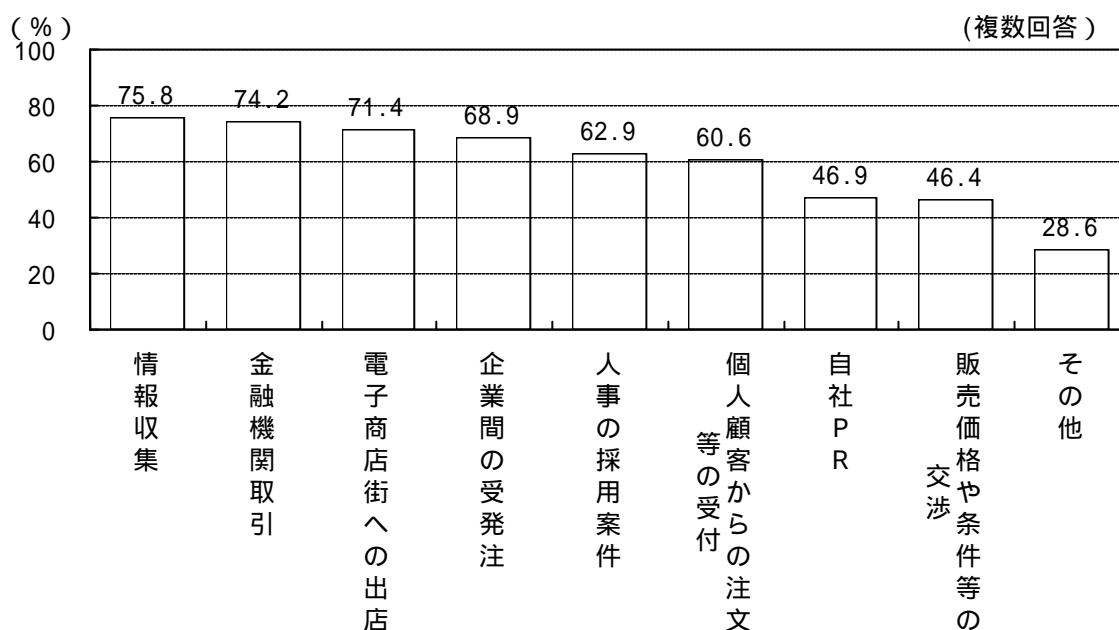 (％)
(複数回答)
100
80
60
40
20
0
75.8
74.2
71.4
68.9
62.9
60.6
46.9
46.4
28.6
情報収集
金融機関取引
電子商店街への出店
企業間の受発注
人事の採用案件
個人顧客からの注文
等の受付
自社PR
販売価格や条件等の
交渉
その他